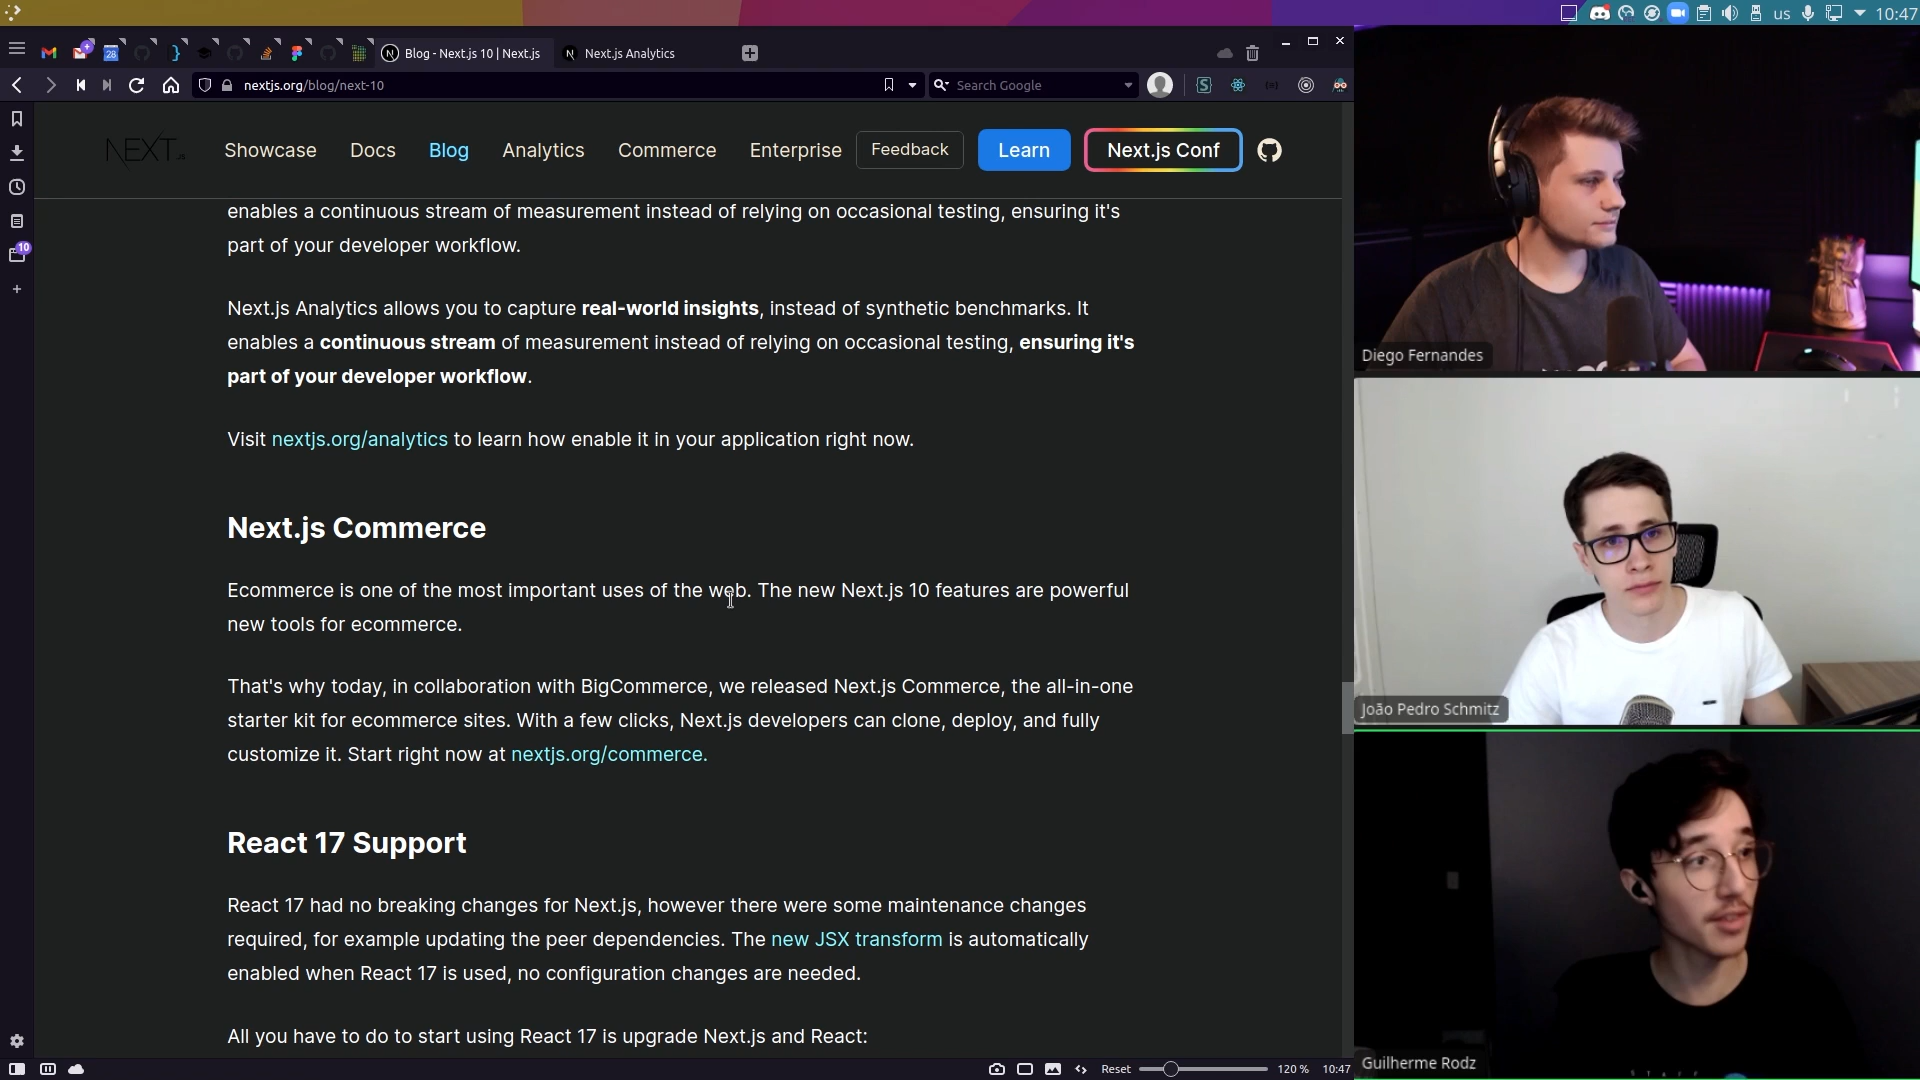 us
10:47
28
Blog - Next.js 10 | Next.js
Next.js Analytics
nextjs.org/blog/next-10
Search Google
NEXT.JS
Showcase
Docs
Blog
Analytics
Commerce
Enterprise
Feedback
Learn
Next.js Conf
10
enables a continuous stream of measurement instead of relying on occasional testing, ensuring it's
part of your developer workflow.
Next.js Analytics allows you to capture real-world insights, instead of synthetic benchmarks. It
enables a continuous stream of measurement instead of relying on occasional testing, ensuring it's
part of your developer workflow.
Visit nextjs.org/analytics to learn how enable it in your application right now.
Next.js Commerce
Ecommerce is one of the most important uses of the web. The new Next.js 10 features are powerful
new tools for ecommerce.
That's why today, in collaboration with BigCommerce, we released Next.js Commerce, the all-in-one
starter kit for ecommerce sites. With a few clicks, Next.js developers can clone, deploy, and fully
customize it. Start right now at nextjs.org/commerce.
React 17 Support
React 17 had no breaking changes for Next.js, however there were some maintenance changes
required, for example updating the peer dependencies. The new JSX transform is automatically
enabled when React 17 is used, no configuration changes are needed.
All you have to do to start using React 17 is upgrade Next.js and React:
Reset
120 %
10:47
Diego Fernandes
João Pedro Schmitz
Guilherme Rodz